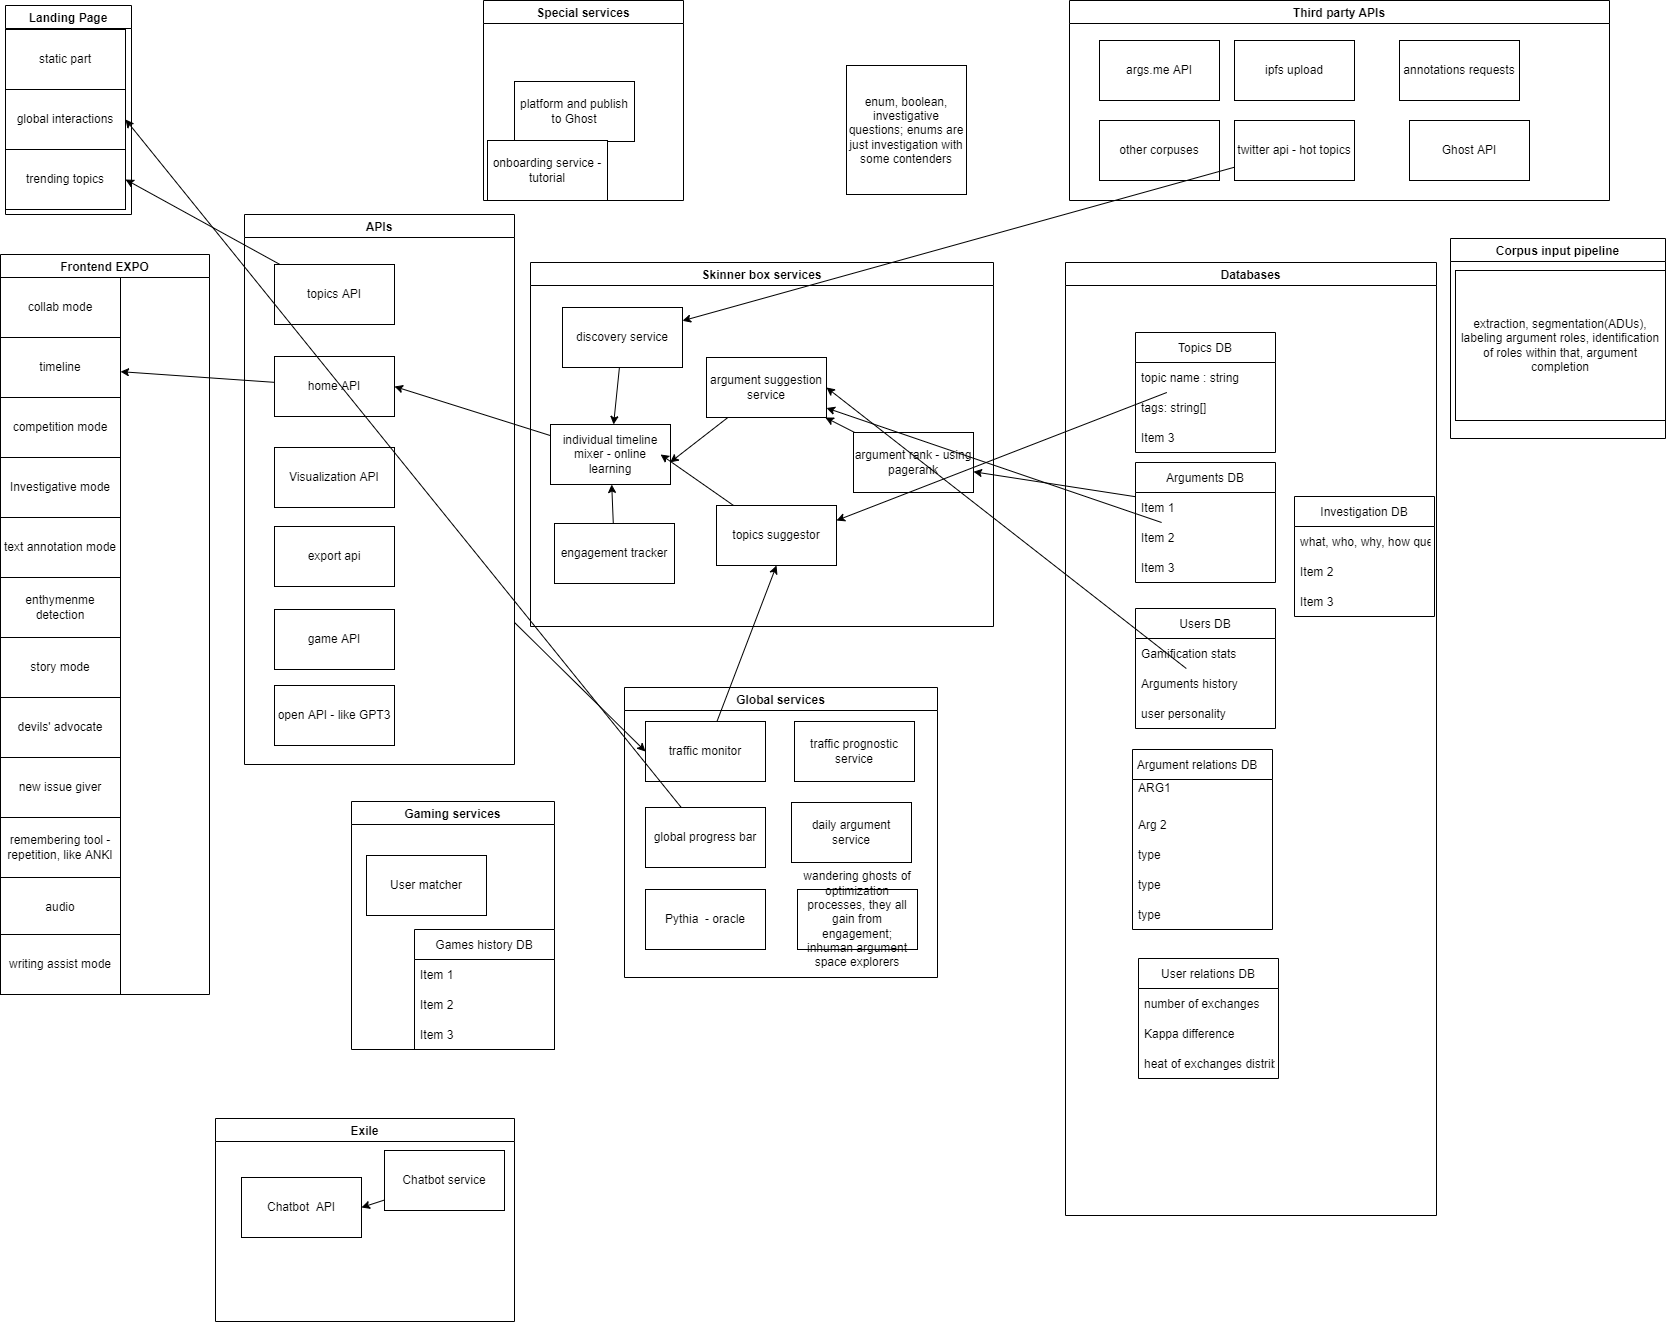 Landing Page
static part
global interactions
trending topics
Special services
platform and publish
to Ghost
onboarding service -
tutorial
enum, boolean,
investigative
questions; enums are
just investigation with
some contenders
Third party APIs
args.me API
ipfs upload
annotations requests
other corpuses
twitter api - hot topics
Ghost API
Frontend EXPO
collab mode
timeline
competition mode
Investigative mode
text annotation mode
enthymenme
detection
story mode
devils' advocate
new issue giver
remembering tool -
repetition, like ANKI
audio
writing assist mode
APIs
topics API
home API
Visualization API
export api
game API
open API - like GPT3
Skinner box services
discovery service
argument suggestion
service
individual timeline
mixer - online
learning
argument rank - using
pagerank
engagement tracker
topics suggestor
Databases
Topics DB
topic name : string
tags: string[]
Item 3
Arguments DB
Item 1
Item 2
Item 3
Investigation DB
what, who, why, how que
Item 2
Item 3
Users DB
Gamification stats
Arguments history
user personality
Argument relations DB
ARG1
Arg 2
type
type
type
User relations DB
number of exchanges
Kappa difference
heat of exchanges distrib
Corpus input pipeline
extraction, segmentation(ADUs),
labeling argument roles, identification
of roles within that, argument
completion
Global services
traffic monitor
traffic prognostic
service
global progress bar
daily argument
service
Pythia - oracle
wandering ghosts of
optimization
processes, they all
gain from
engagement;
inhuman argument
space explorers
Gaming services
User matcher
Games history DB
Item 1
Item 2
Item 3
Exile
Chatbot service
Chatbot API